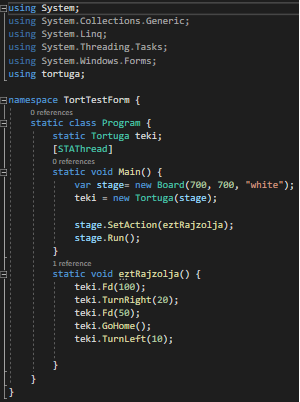 using System;
using System.Collections.Generic;
using System.Linq;
using System.Threading.Tasks;
using System.Windows.Forms;
using tortuga;
namespace TortTestForm {
0 references
static class Program {
static Tortuga teki;
[STAThread]
0 references
static void Main() {
var stage= new Board(700, 700, "white");
teki = new Tortuga(stage);
stage.SetAction(eztRajzolja);
stage.Run();
}
1 reference
static void eztRajzolja() {
teki.Fd(100);
teki.TurnRight(20);
teki.Fd(50);
teki.GoHome();
teki.TurnLeft(10);
}
}
}